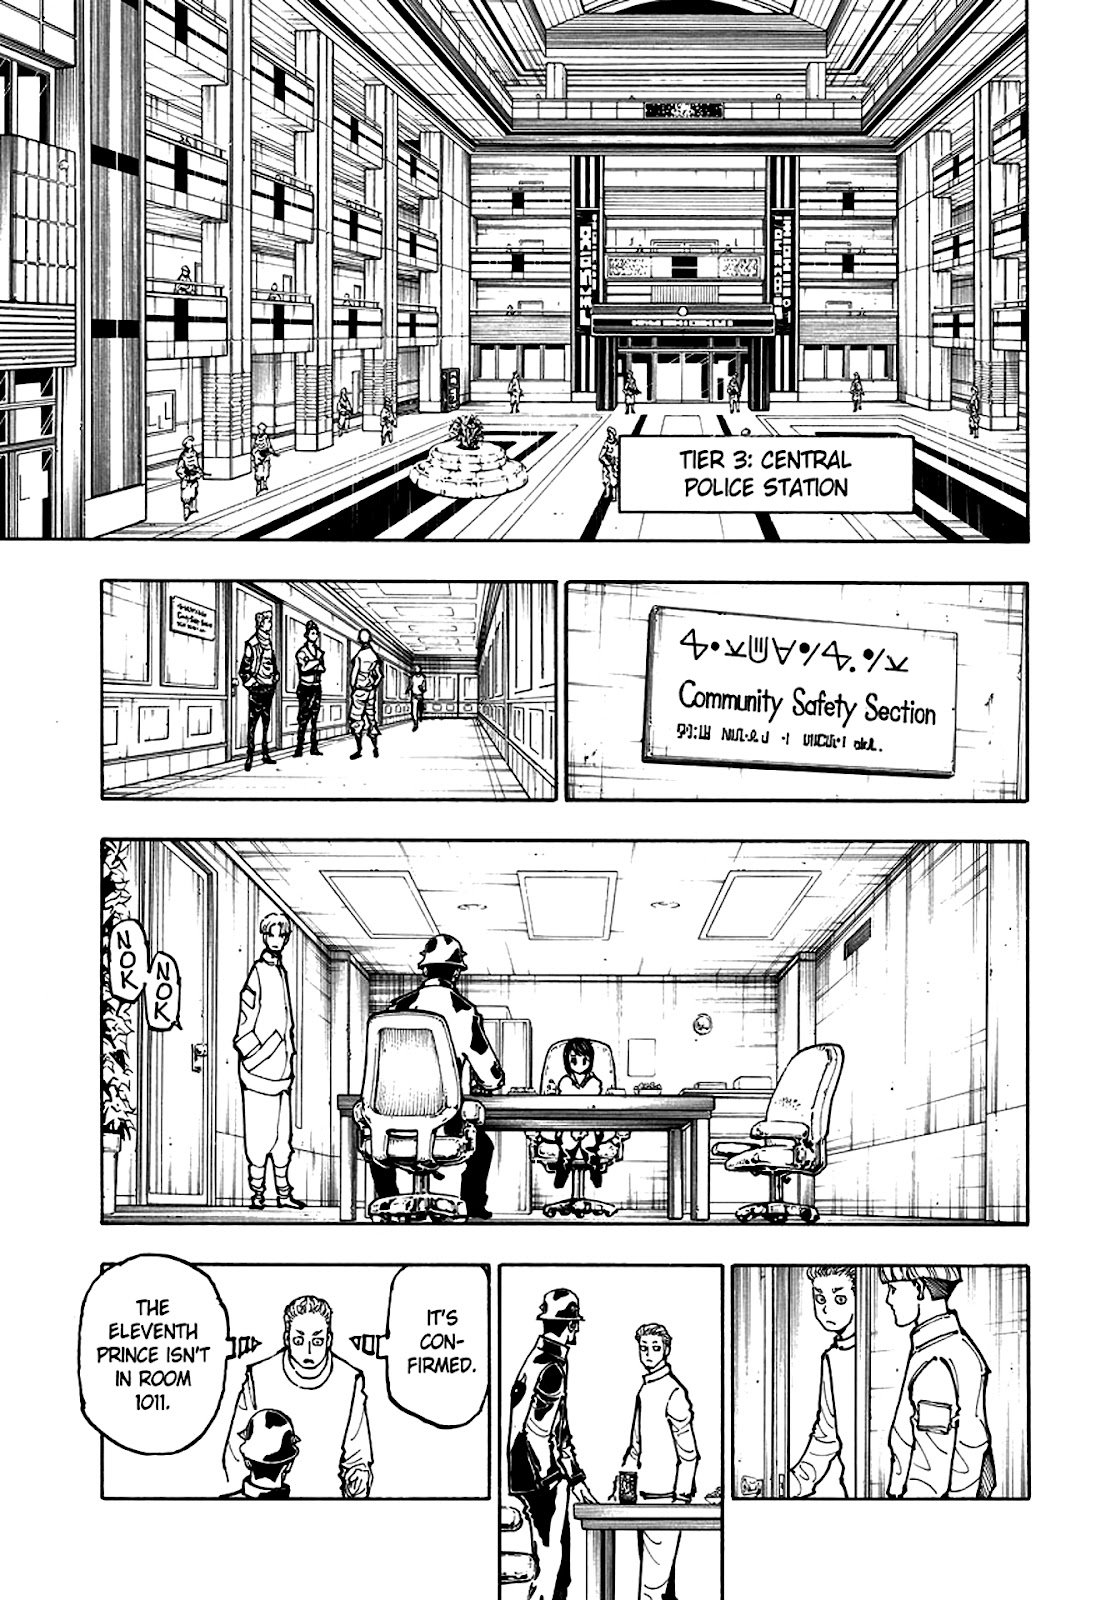 TIER 3: CENTRAL
POLICE STATION
Community Safety Section
NOK
NOK
IT'S
CON-
FIRMED.
THE
ELEVENTH
PRINCE ISN'T
IN ROOM
1011.